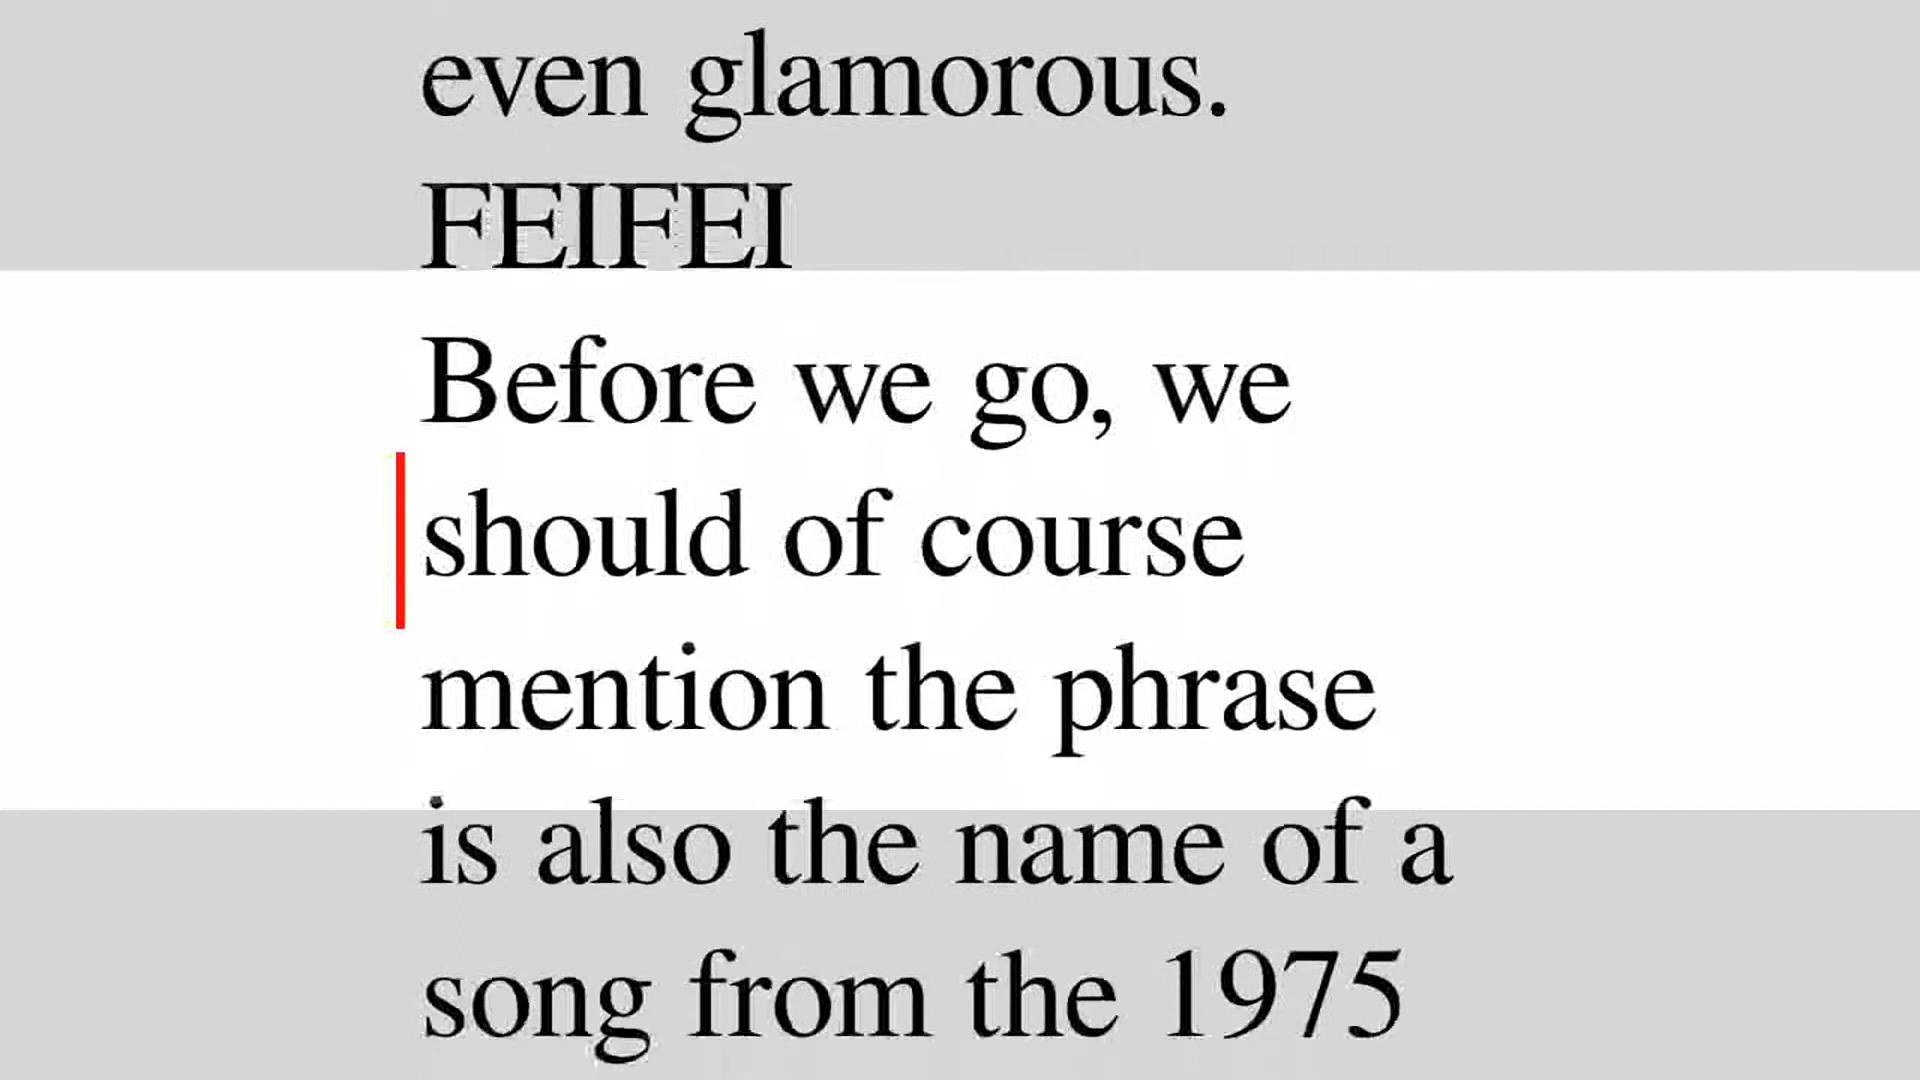 even glamorous.
FEIFEI
Before we go, we
should of course
mention the phrase
is also the name of a
song from the 1975